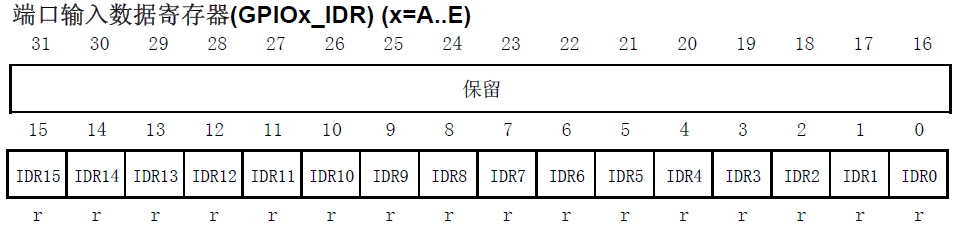 端口输入数据寄存器(GPIOx_IDR) (x=A..E)
31 30 29 28 27 26 25 24 23 22 21 20 19 18 17 16
保留
15 14 13 12 11 10 9 8 7 6 5 4 3 2 1 0
IDR15 IDR14 IDR13 IDR12 IDR11 IDR10 IDR9 IDR8 IDR7 IDR6 IDR5 IDR4 IDR3 IDR2 IDR1 IDR0
r r r r r r r r r r r r r r r r